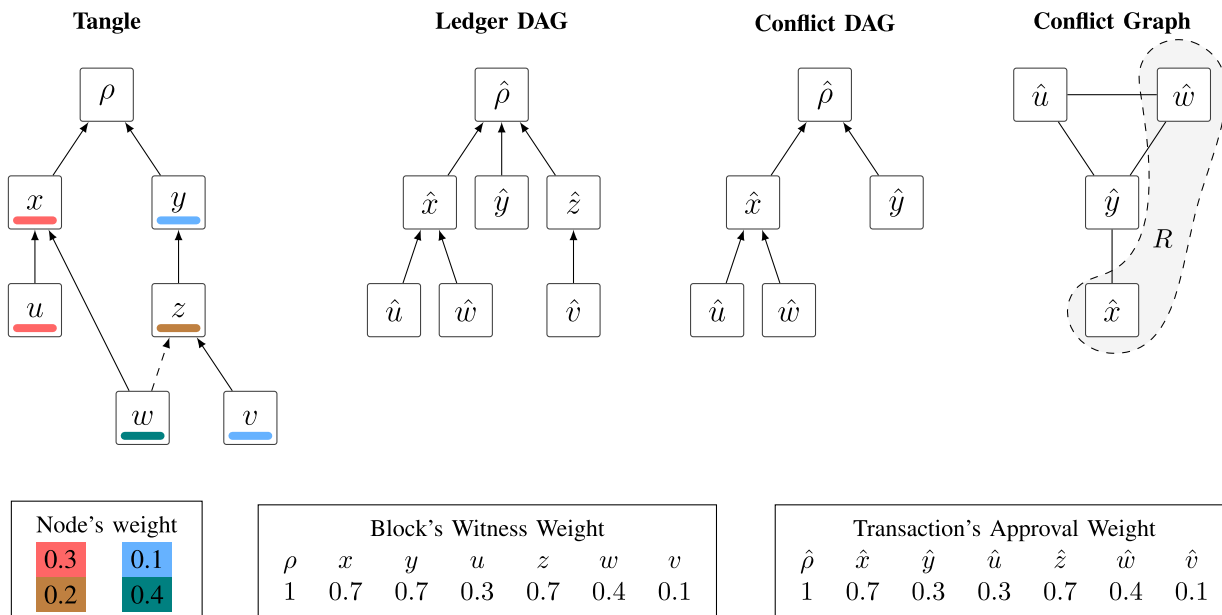 Tangle
ρ
x
y
u
z
w
v
Ledger DAG
ρ̂
x̂ ŷ ẑ
û ŵ v̂
Conflict DAG
ρ̂
x̂ ŷ
û ŵ
Conflict Graph
û ŵ
ŷ
R
x̂
Node's weight
0.3 0.1
0.2 0.4
Block's Witness Weight
ρ x y u z w v
1 0.7 0.7 0.3 0.7 0.4 0.1
Transaction's Approval Weight
ρ̂ x̂ ŷ û ẑ ŵ v̂
1 0.7 0.3 0.3 0.7 0.4 0.1